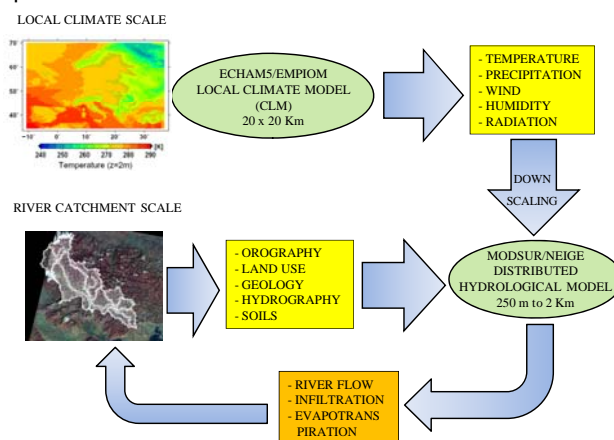 LOCAL CLIMATE SCALE
70°
60°
50°
40°
-10° 0° 10° 20° 30°
[K]
240 250 260 270 280 290
Temperature (z=2m)
ECHAM5/EMPIOM
LOCAL CLIMATE MODEL
(CLM)
20 x 20 Km
- TEMPERATURE
- PRECIPITATION
- WIND
- HUMIDITY
- RADIATION
DOWN
SCALING
RIVER CATCHMENT SCALE
- OROGRAPHY
- LAND USE
- GEOLOGY
- HYDROGRAPHY
- SOILS
MODSUR/NEIGE
DISTRIBUTED
HYDROLOGICAL MODEL
250 m to 2 Km
- RIVER FLOW
- INFILTRATION
- EVAPOTRANS
PIRATION